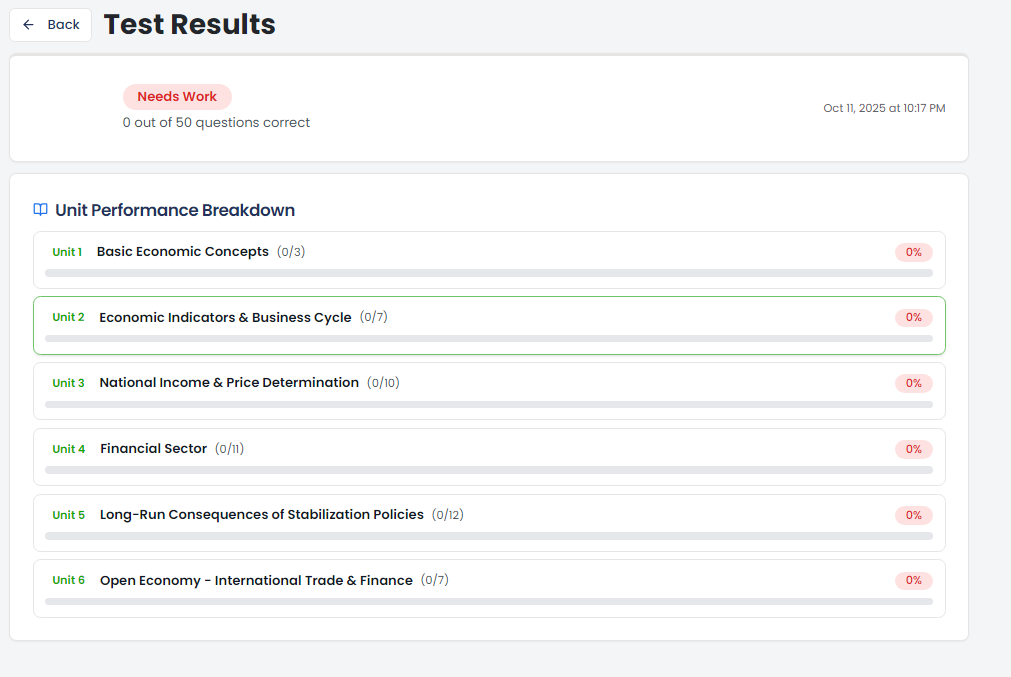 Back
Test Results
Needs Work
0 out of 50 questions correct
Oct 11, 2025 at 10:17 PM
Unit Performance Breakdown
Unit 1 Basic Economic Concepts (0/3) 0%
Unit 2 Economic Indicators & Business Cycle (0/7) 0%
Unit 3 National Income & Price Determination (0/10) 0%
Unit 4 Financial Sector (0/11) 0%
Unit 5 Long-Run Consequences of Stabilization Policies (0/12) 0%
Unit 6 Open Economy - International Trade & Finance (0/7) 0%